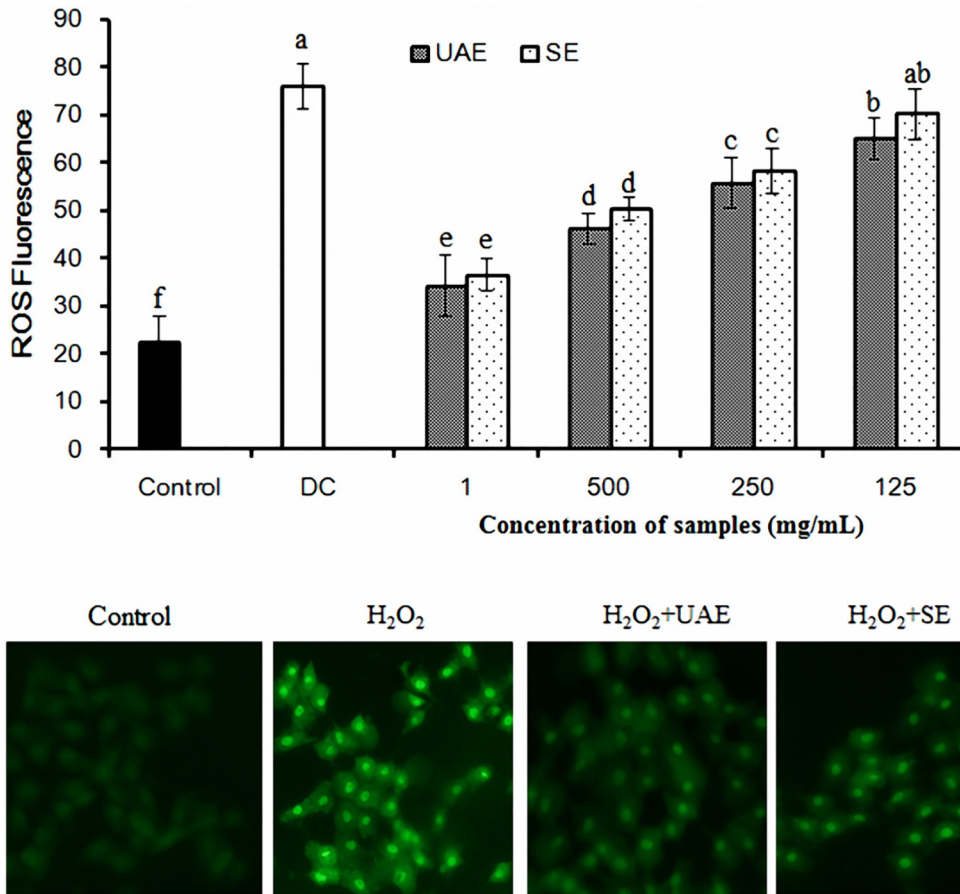 90
80
70
60
50
40
30
20
10
0
ROS Fluorescence
UAE SE
f
a
e e
d d
c c
b ab
Control DC 1 500 250 125
Concentration of samples (mg/mL)
Control H₂O₂ H₂O₂+UAE H₂O₂+SE